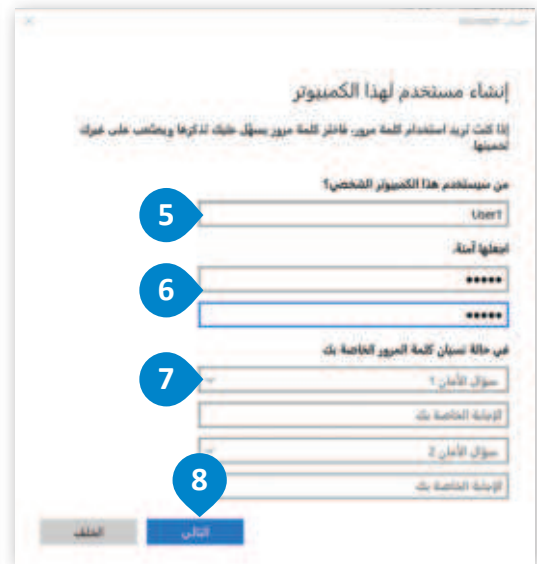 حساب Microsoft
إنشاء مستخدم لهذا الكمبيوتر
إذا كنت تريد استخدام كلمة مرور، فاختر كلمة مرور يسهل عليك تذكرها ويصعب على غيرك
تخمينها.
من سيستخدم هذا الكمبيوتر الشخصي؟
5
User1
اجعلها آمنة.
•••••
6
•••••
في حالة نسيان كلمة المرور الخاصة بك
7
سؤال الأمان 1
الإجابة الخاصة بك
سؤال الأمان 2
8
الإجابة الخاصة بك
التالي
الخلف